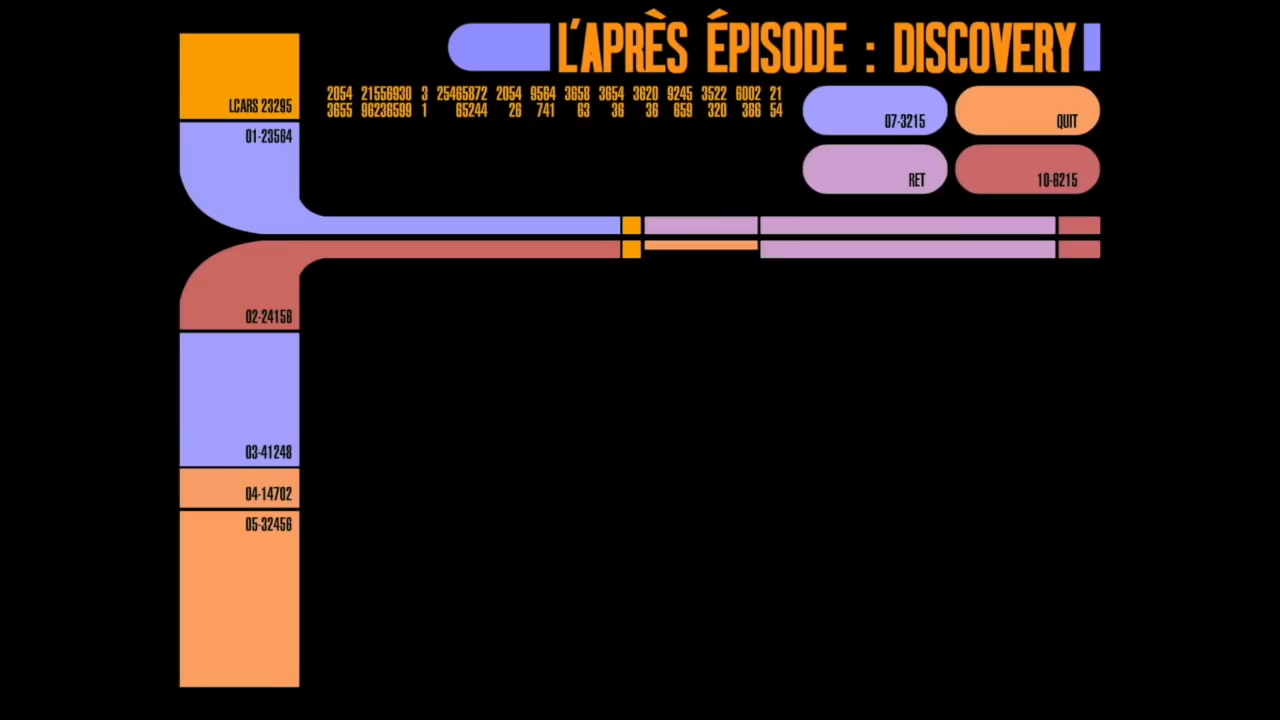 L'APRÈS ÉPISODE : DISCOVERY
LCARS 23295
2054 21556930 3 25465872 2054 9564 3658 3654 3620 9245 3522 6002 21
3655 96236599 1 65244 26 741 63 36 36 659 320 366 54
07-3215
QUIT
01-23584
RET
10-6215
02-24156
03-41248
04-14702
05-32456